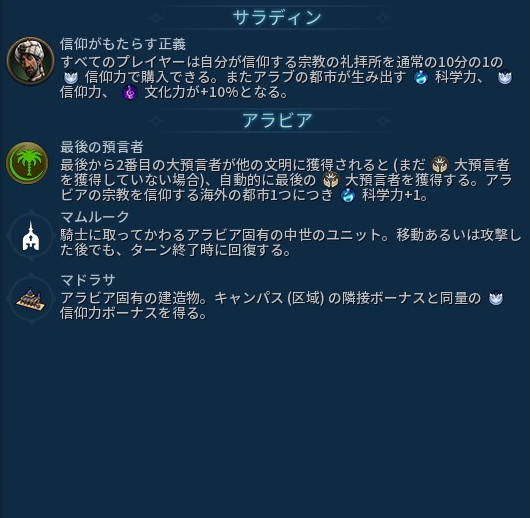 サラディン
信仰がもたらす正義
すべてのプレイヤーは自分が信仰する宗教の礼拝所を通常の10分の1の
信仰力で購入できる。またアラブの都市が生み出す 科学力、
信仰力、 文化力が+10%となる。
アラビア
最後の預言者
最後から2番目の大預言者が他の文明に獲得されると (まだ 大預言者
を獲得していない場合)、自動的に最後の 大預言者を獲得する。アラ
ビアの宗教を信仰する海外の都市1つにつき 科学力+1。
マムルーク
騎士に取ってかわるアラビア固有の中世のユニット。移動あるいは攻撃し
た後でも、ターン終了時に回復する。
マドラサ
アラビア固有の建造物。キャンパス (区域) の隣接ボーナスと同量の
信仰力ボーナスを得る。